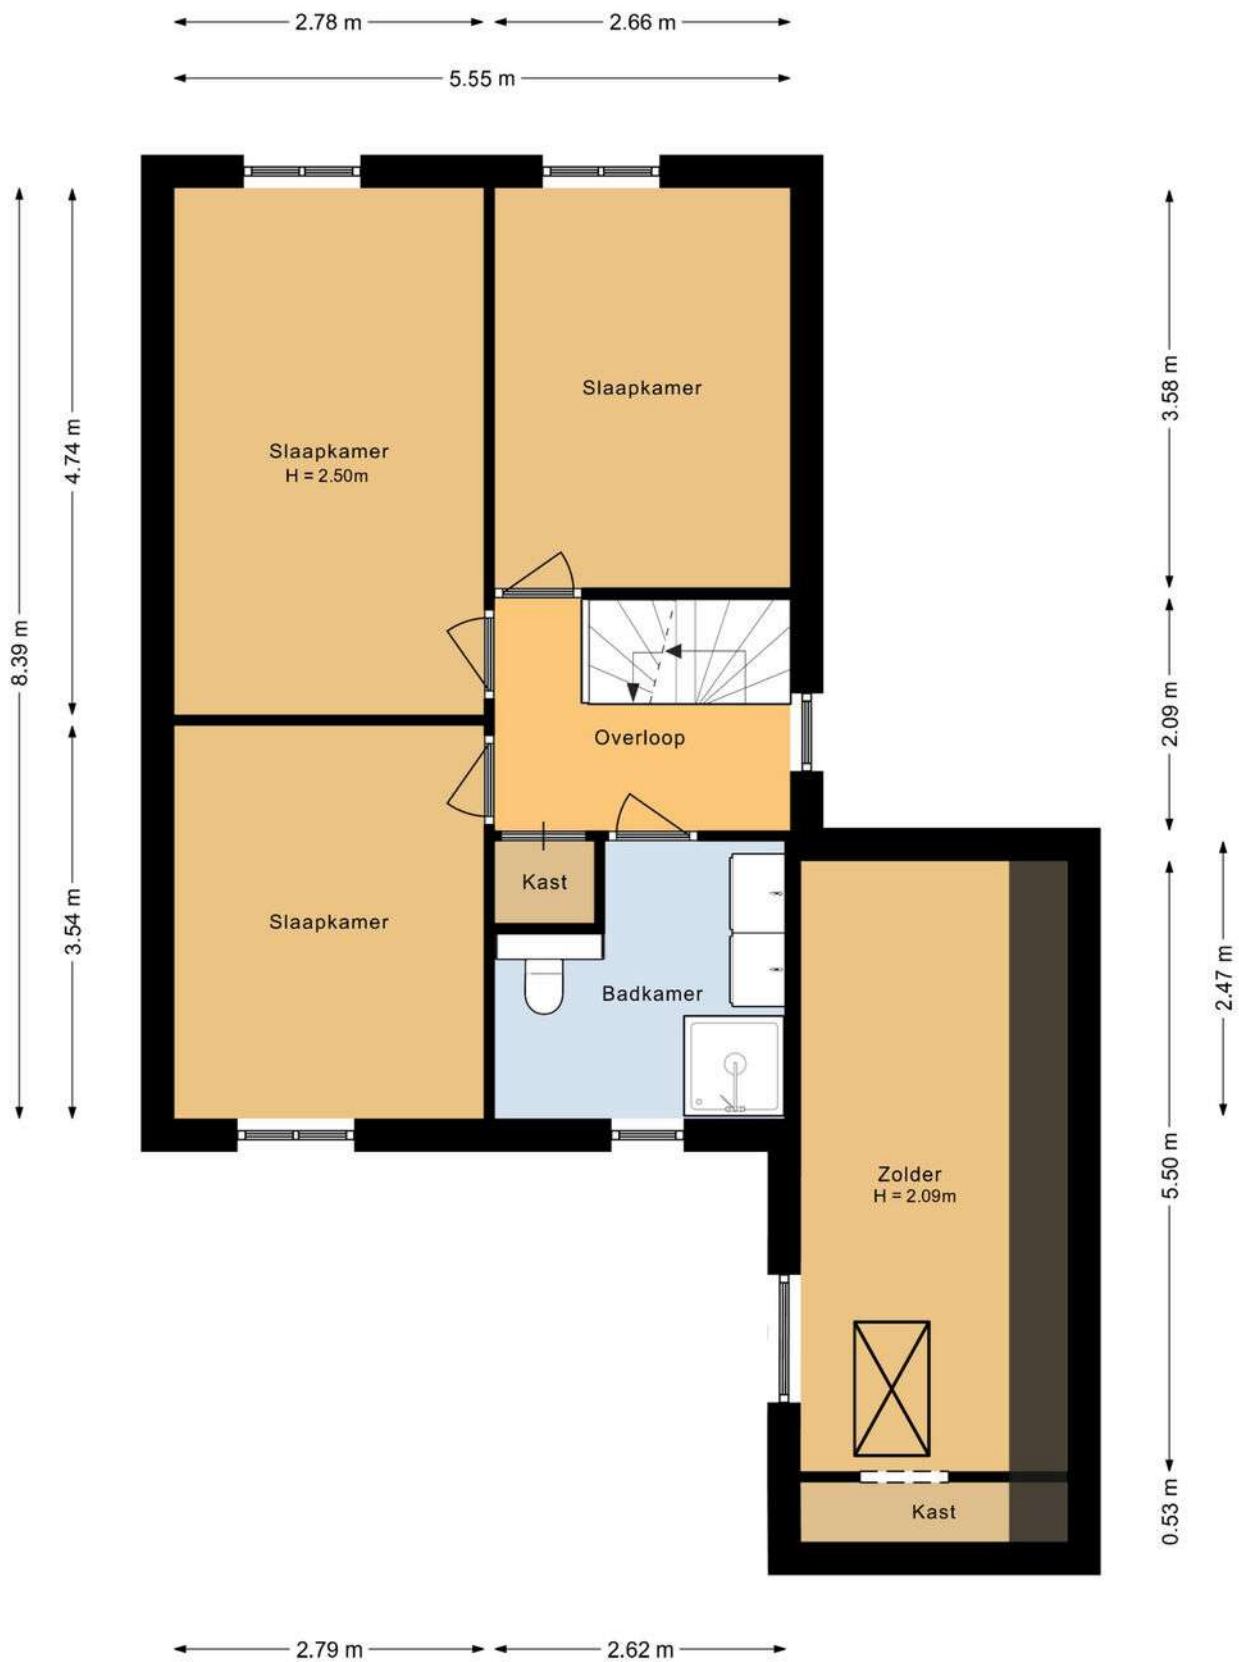 2.78 m
2.66 m
5.55 m
8.39 m
4.74 m
3.54 m
Slaapkamer
H = 2.50m
Slaapkamer
Overloop
Kast
Slaapkamer
Badkamer
Zolder
H = 2.09m
Kast
3.58 m
2.09 m
2.47 m
5.50 m
0.53 m
2.79 m
2.62 m